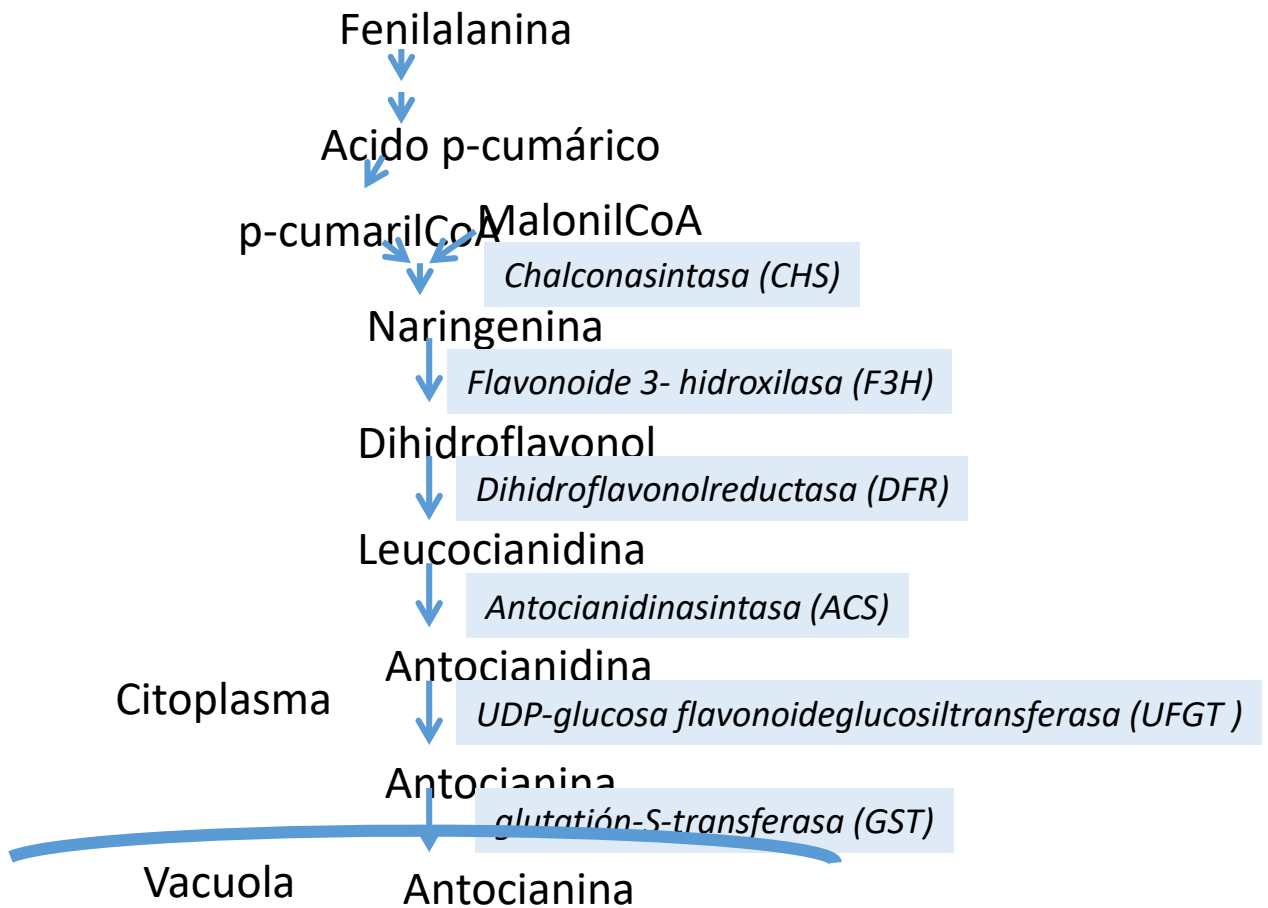 Fenilalanina
Acido p-cumárico
p-cumarilCoA
MalonilCoA
Chalconasintasa (CHS)
Naringenina
Flavonoide 3- hidroxilasa (F3H)
Dihidroflavonol
Dihidroflavonolreductasa (DFR)
Leucocianidina
Antocianidinasintasa (ACS)
Antocianidina
Citoplasma
UDP-glucosa flavonoideglucosiltransferasa (UFGT )
Antocianina
glutatión-S-transferasa (GST)
Vacuola
Antocianina